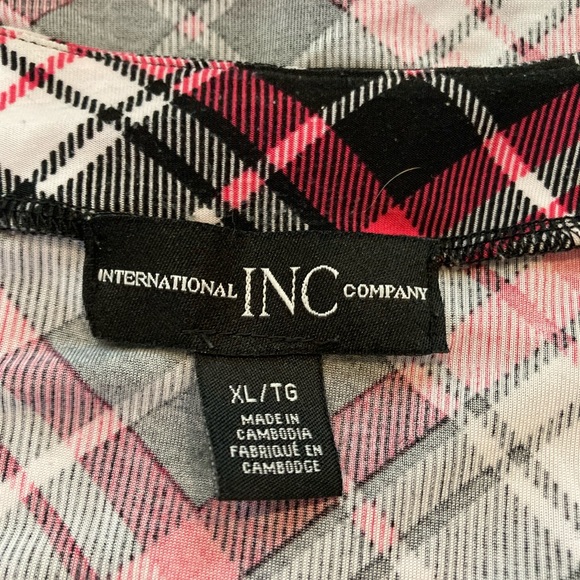 INTERNATIONAL INC COMPANY
XL/TG
MADE IN
CAMBODIA
FABRIQUÉ EN
CAMBODGE